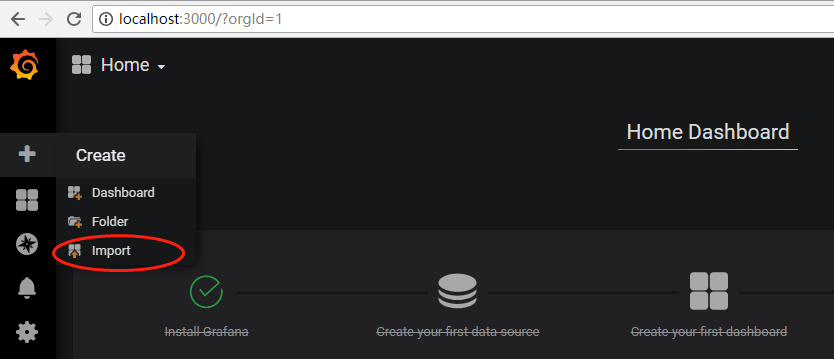 localhost:3000/?orgId=1
Home
Home Dashboard
Create
Dashboard
Folder
Import
Install Grafana
Create your first data source
Create your first dashboard